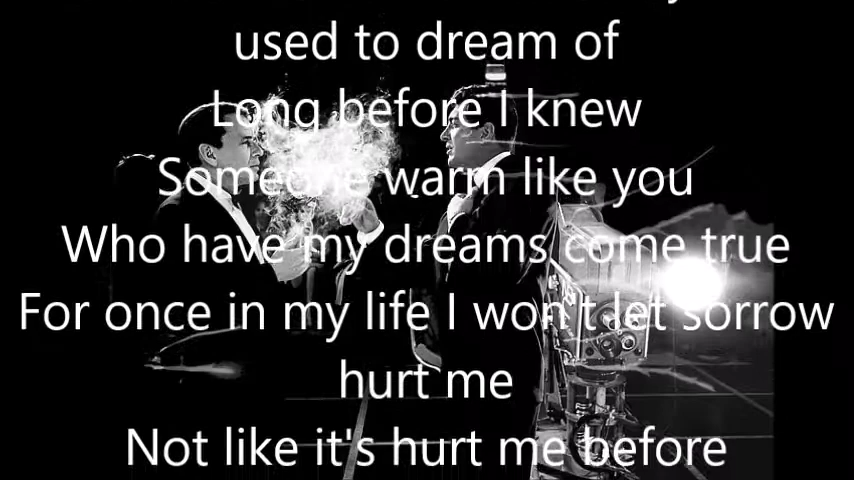 used to dream of
Long before I knew
Someone warm like you
Who have my dreams come true
For once in my life I won't let sorrow
hurt me
Not like it's hurt me before